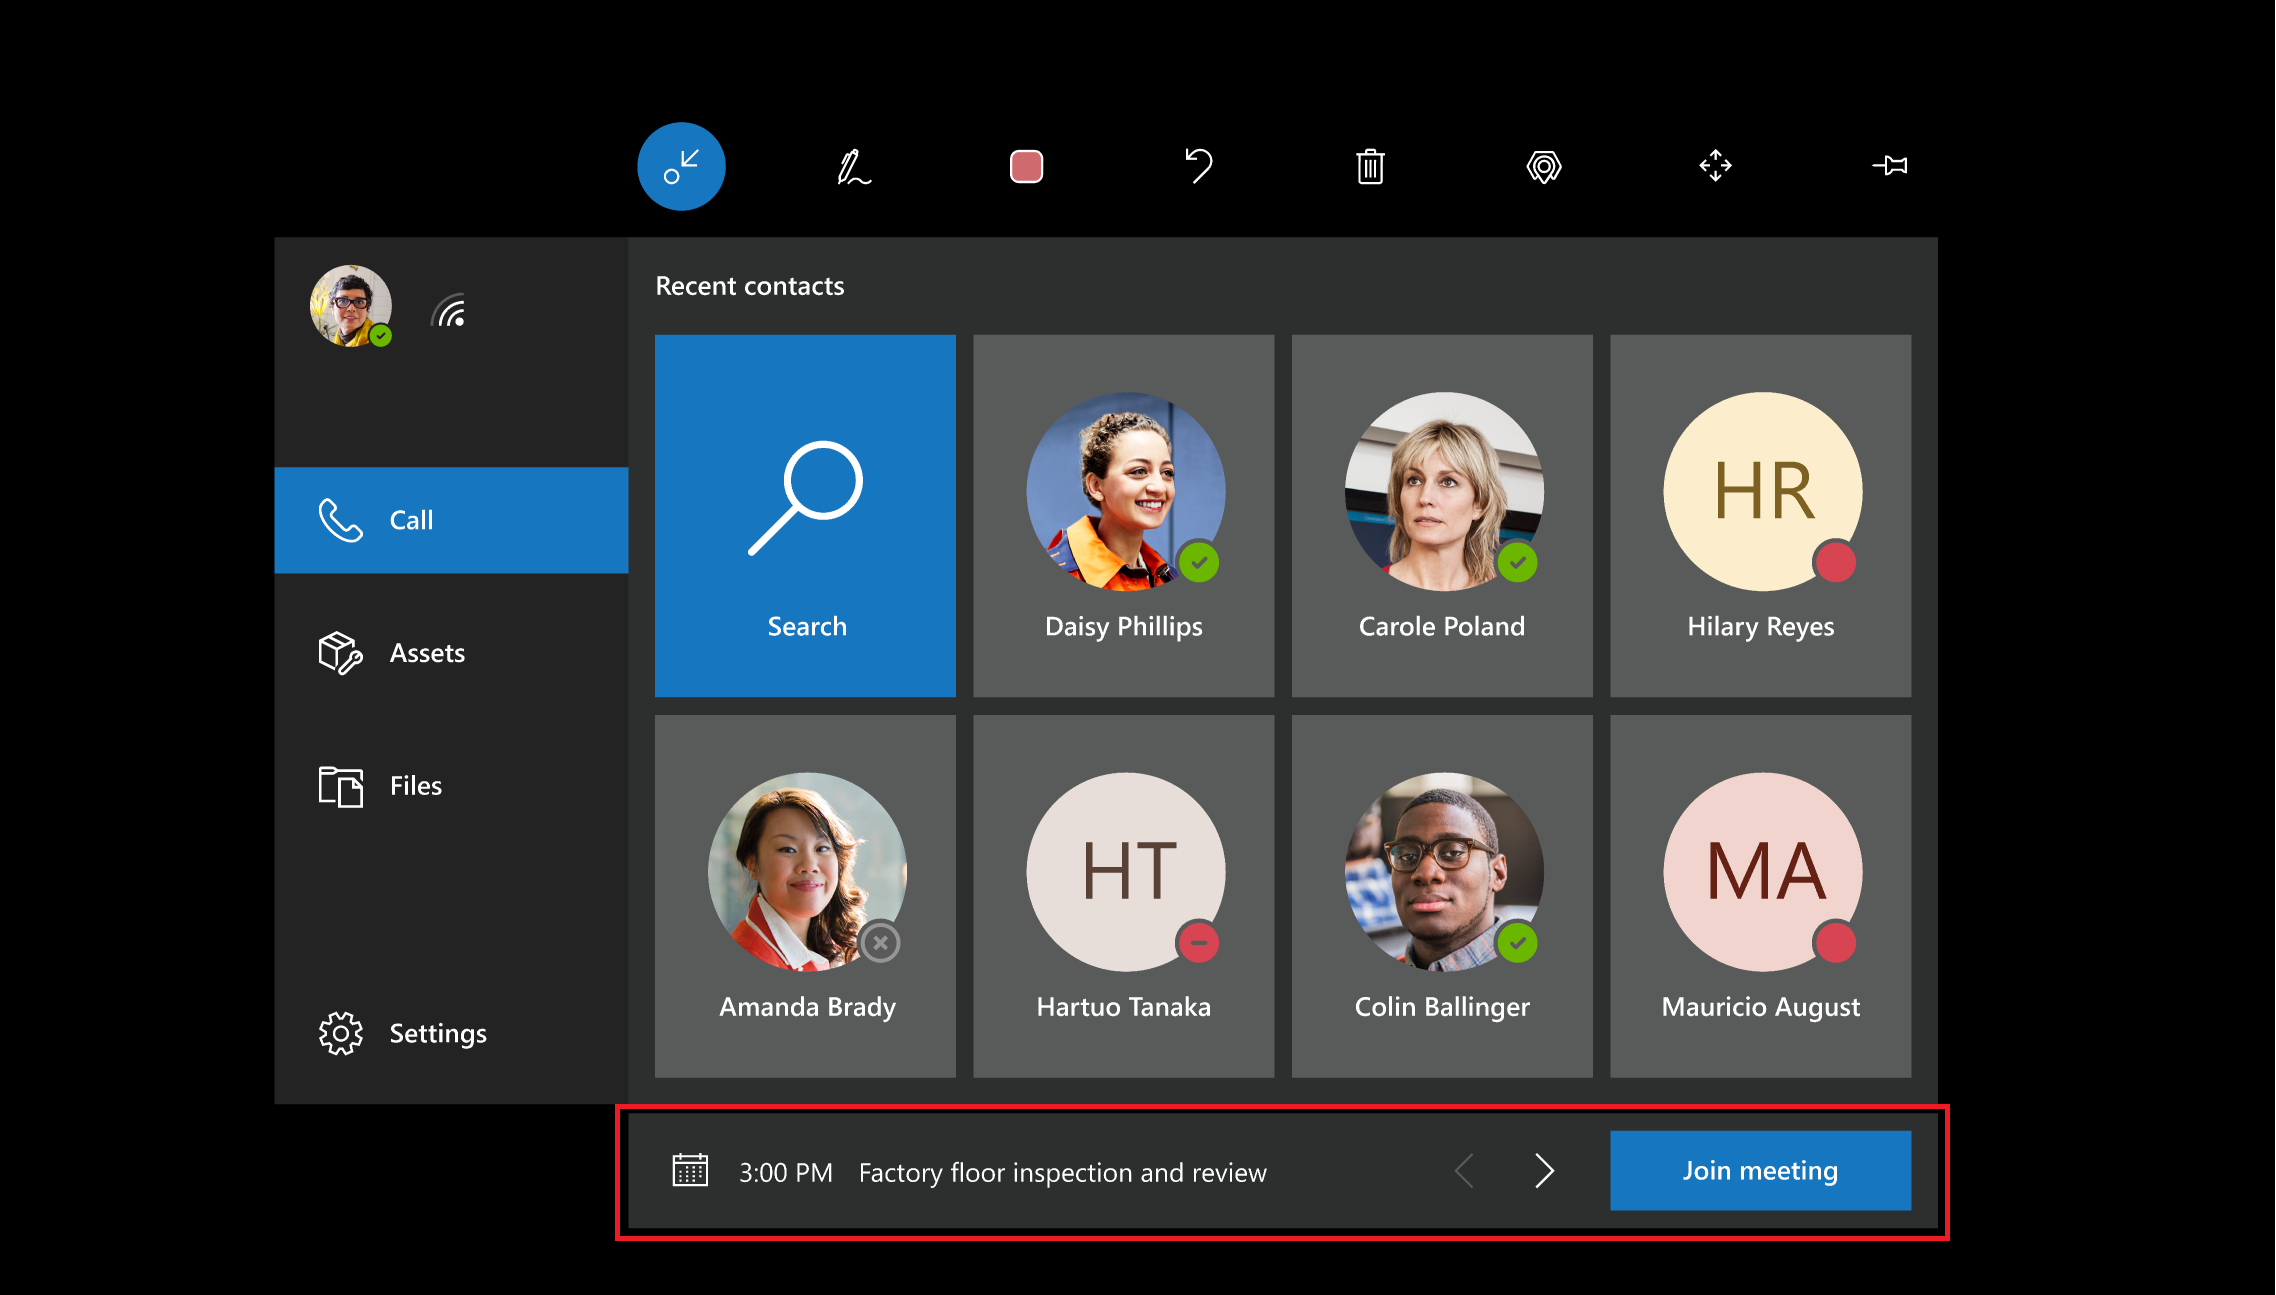 Recent contacts
Call
Assets
Files
Settings
Search
Daisy Phillips
Carole Poland
HR
Hilary Reyes
Amanda Brady
HT
Hartuo Tanaka
Colin Ballinger
MA
Mauricio August
3:00 PM Factory floor inspection and review
Join meeting